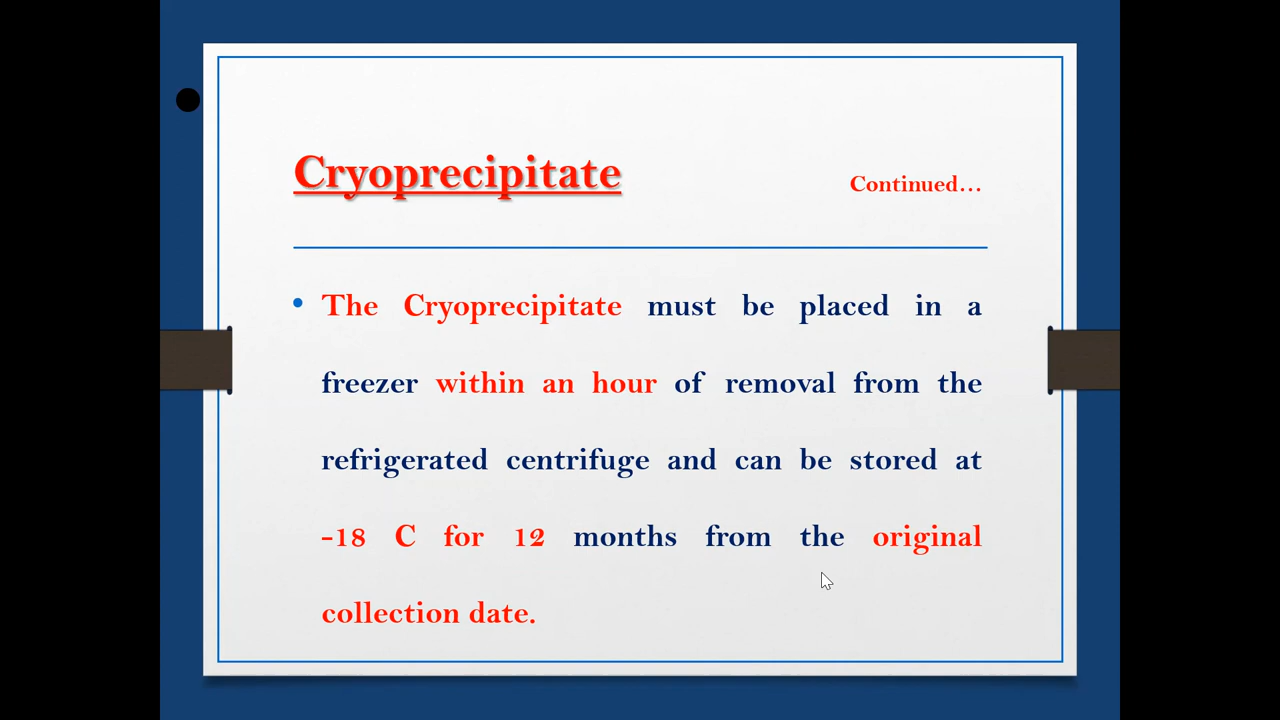 Cryoprecipitate
Continued...
• The Cryoprecipitate must be placed in a
freezer within an hour of removal from the
refrigerated centrifuge and can be stored at
-18 C for 12 months from the original
collection date.